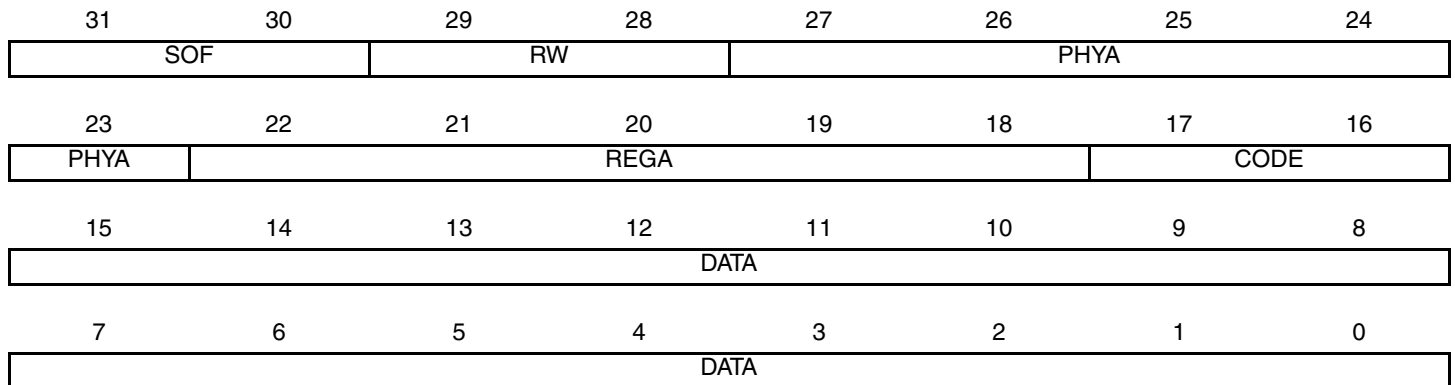 31 30 29 28 27 26 25 24
SOF RW PHYA
23 22 21 20 19 18 17 16
PHYA REGA CODE
15 14 13 12 11 10 9 8
DATA
7 6 5 4 3 2 1 0
DATA